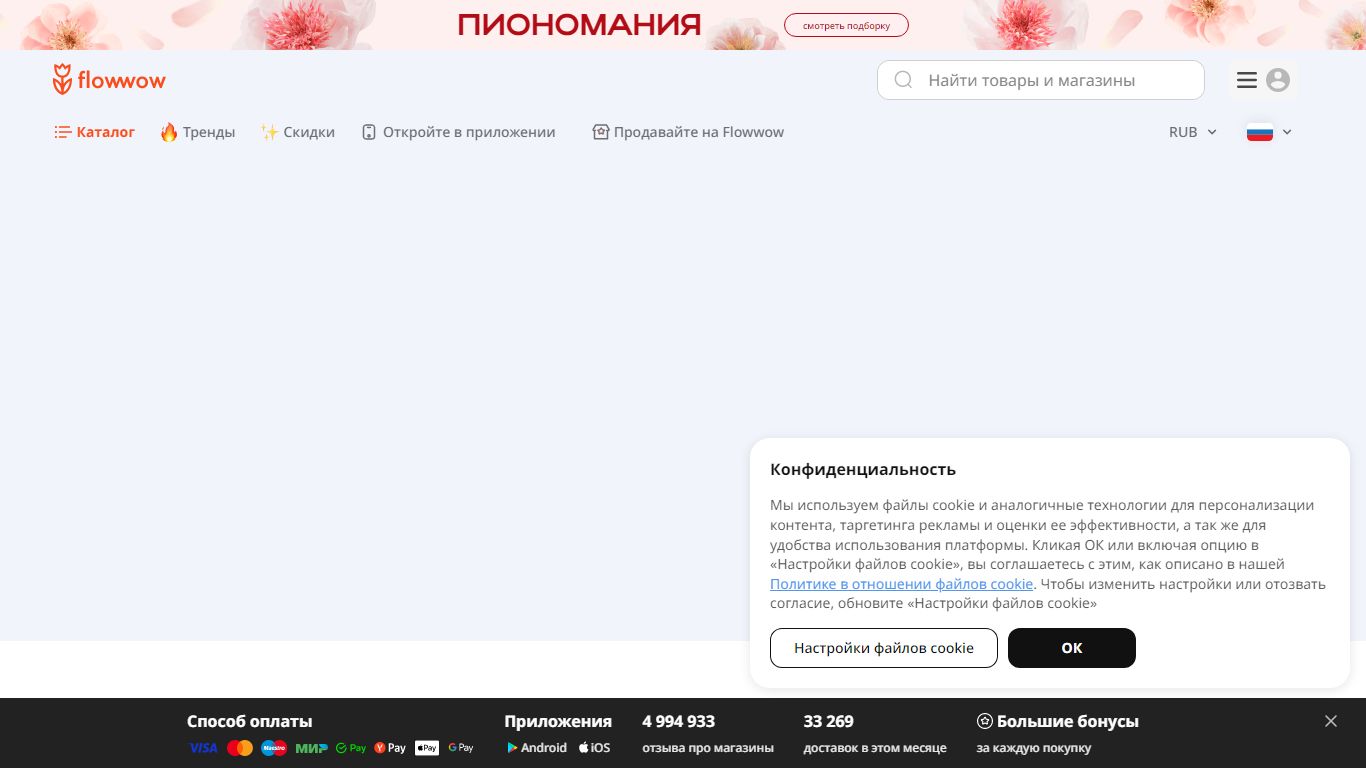 ПИОНОМАНИЯ
смотреть подборку
flowwow
Найти товары и магазины
Каталог
Тренды
Скидки
Откройте в приложении
Продавайте на Flowwow
RUB
Конфиденциальность
Мы используем файлы cookie и аналогичные технологии для персонализации
контента, таргетинга рекламы и оценки ее эффективности, а так же для
удобства использования платформы. Кликая ОК или включая опцию в
«Настройки файлов cookie», вы соглашаетесь с этим, как описано в нашей
Политике в отношении файлов cookie. Чтобы изменить настройки или отозвать
согласие, обновите «Настройки файлов cookie»
Настройки файлов cookie
ОК
Способ оплаты
VISA
Maestro
МИР
Pay
Pay
Pay
G Pay
Приложения
Android
iOS
4 994 933
отзыва про магазины
33 269
доставок в этом месяце
Большие бонусы
за каждую покупку